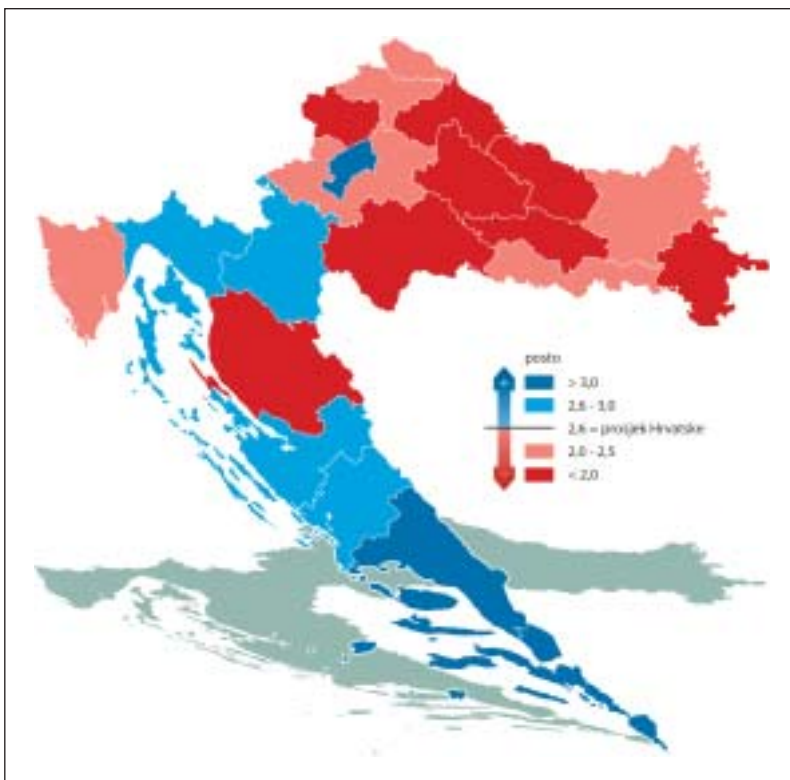 posto
> 3,0
2,6 - 3,0
2,6 = prosjek Hrvatske
2,0 - 2,5
< 2,0